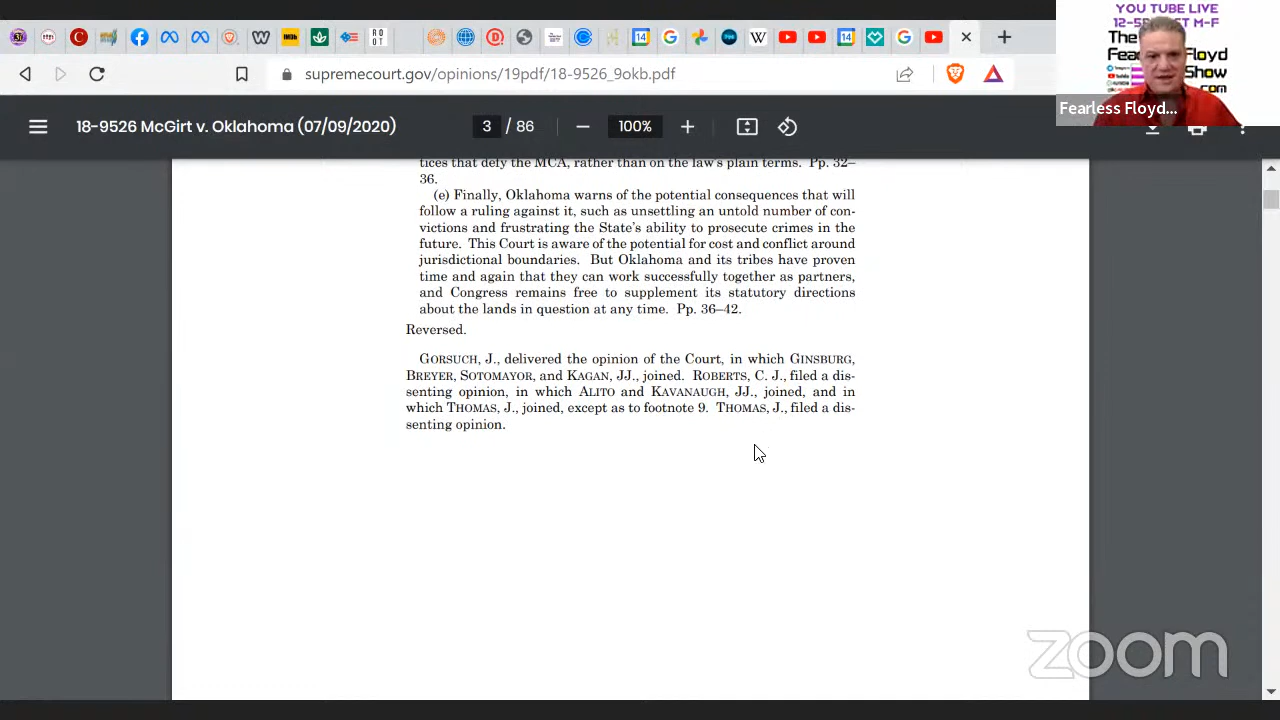 YOU TUBE LIVE
supremecourt.gov/opinions/19pdf/18-9526_9okb.pdf
Fearless Floyd...
18-9526 McGirt v. Oklahoma (07/09/2020)
3 / 86
100%
tices that defy the MCA, rather than on the law's plain terms. Pp. 32–
36.
(e) Finally, Oklahoma warns of the potential consequences that will
follow a ruling against it, such as unsettling an untold number of con-
victions and frustrating the State's ability to prosecute crimes in the
future. This Court is aware of the potential for cost and conflict around
jurisdictional boundaries. But Oklahoma and its tribes have proven
time and again that they can work successfully together as partners,
and Congress remains free to supplement its statutory directions
about the lands in question at any time. Pp. 36–42.
Reversed.
GORSUCH, J., delivered the opinion of the Court, in which GINSBURG,
BREYER, SOTOMAYOR, and KAGAN, JJ., joined. ROBERTS, C. J., filed a dis-
senting opinion, in which ALITO and KAVANAUGH, JJ., joined, and in
which THOMAS, J., joined, except as to footnote 9. THOMAS, J., filed a dis-
senting opinion.
zoom